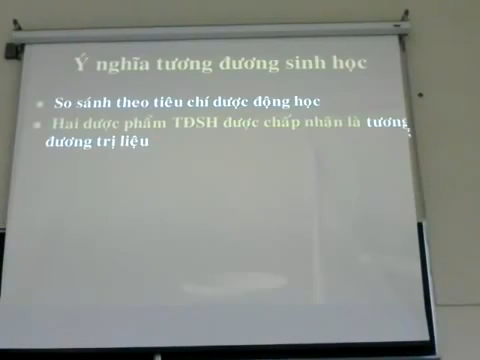 Ý nghĩa tương đương sinh học
So sánh theo tiêu chí dược động học
Hai dược phẩm TĐSH được chấp nhận là tương
đương trị liệu